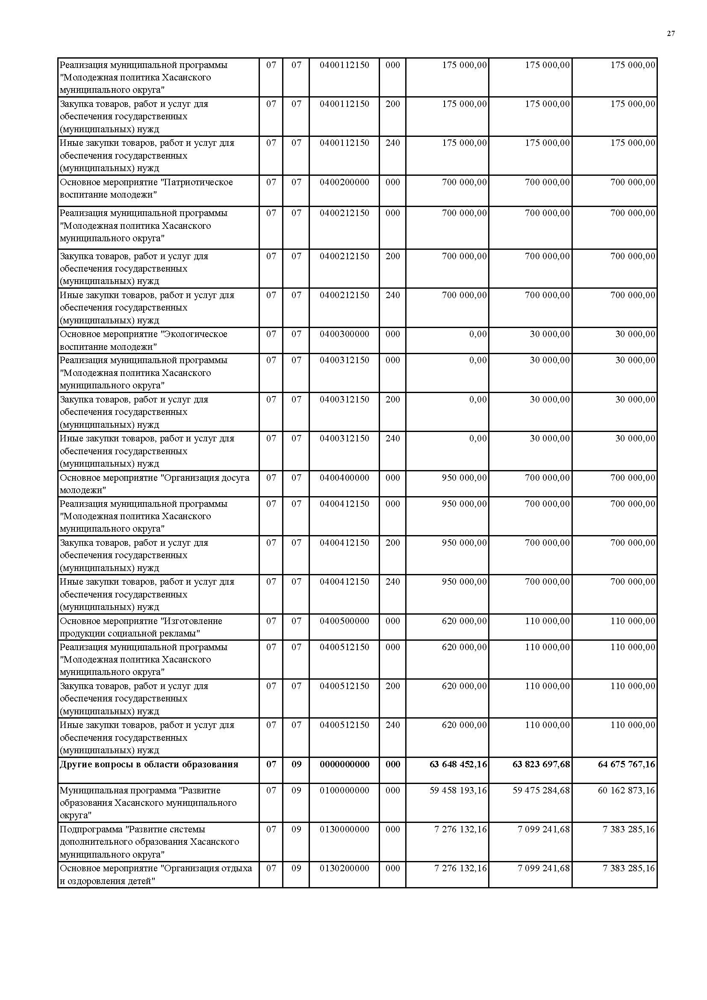 27
Реализация муниципальной программы 07 07 0400112150 000 175 000,00 175 000,00 175 000,00
"Молодежная политика Хасанского
муниципального округа"
Закупка товаров, работ и услуг для 07 07 0400112150 200 175 000,00 175 000,00 175 000,00
обеспечения государственных
(муниципальных) нужд
Иные закупки товаров, работ и услуг для 07 07 0400112150 240 175 000,00 175 000,00 175 000,00
обеспечения государственных
(муниципальных) нужд
Основное мероприятие "Патриотическое 07 07 0400200000 000 700 000,00 700 000,00 700 000,00
воспитание молодежи"
Реализация муниципальной программы 07 07 0400212150 000 700 000,00 700 000,00 700 000,00
"Молодежная политика Хасанского
муниципального округа"
Закупка товаров, работ и услуг для 07 07 0400212150 200 700 000,00 700 000,00 700 000,00
обеспечения государственных
(муниципальных) нужд
Иные закупки товаров, работ и услуг для 07 07 0400212150 240 700 000,00 700 000,00 700 000,00
обеспечения государственных
(муниципальных) нужд
Основное мероприятие "Экологическое 07 07 0400300000 000 0,00 30 000,00 30 000,00
воспитание молодежи"
Реализация муниципальной программы 07 07 0400312150 000 0,00 30 000,00 30 000,00
"Молодежная политика Хасанского
муниципального округа"
Закупка товаров, работ и услуг для 07 07 0400312150 200 0,00 30 000,00 30 000,00
обеспечения государственных
(муниципальных) нужд
Иные закупки товаров, работ и услуг для 07 07 0400312150 240 0,00 30 000,00 30 000,00
обеспечения государственных
(муниципальных) нужд
Основное мероприятие "Организация досуга 07 07 0400400000 000 950 000,00 700 000,00 700 000,00
молодежи"
Реализация муниципальной программы 07 07 0400412150 000 950 000,00 700 000,00 700 000,00
"Молодежная политика Хасанского
муниципального округа"
Закупка товаров, работ и услуг для 07 07 0400412150 200 950 000,00 700 000,00 700 000,00
обеспечения государственных
(муниципальных) нужд
Иные закупки товаров, работ и услуг для 07 07 0400412150 240 950 000,00 700 000,00 700 000,00
обеспечения государственных
(муниципальных) нужд
Основное мероприятие "Изготовление 07 07 0400500000 000 620 000,00 110 000,00 110 000,00
продукции социальной рекламы"
Реализация муниципальной программы 07 07 0400512150 000 620 000,00 110 000,00 110 000,00
"Молодежная политика Хасанского
муниципального округа"
Закупка товаров, работ и услуг для 07 07 0400512150 200 620 000,00 110 000,00 110 000,00
обеспечения государственных
(муниципальных) нужд
Иные закупки товаров, работ и услуг для 07 07 0400512150 240 620 000,00 110 000,00 110 000,00
обеспечения государственных
(муниципальных) нужд
Другие вопросы в области образования 07 09 0000000000 000 63 648 452,16 63 823 697,68 64 675 767,16
Муниципальная программа "Развитие 07 09 0100000000 000 59 458 193,16 59 475 284,68 60 162 873,16
образования Хасанского муниципального
округа"
Подпрограмма "Развитие системы 07 09 0130000000 000 7 276 132,16 7 099 241,68 7 383 285,16
дополнительного образования Хасанского
муниципального округа"
Основное мероприятие "Организация отдыха 07 09 0130200000 000 7 276 132,16 7 099 241,68 7 383 285,16
и оздоровления детей"